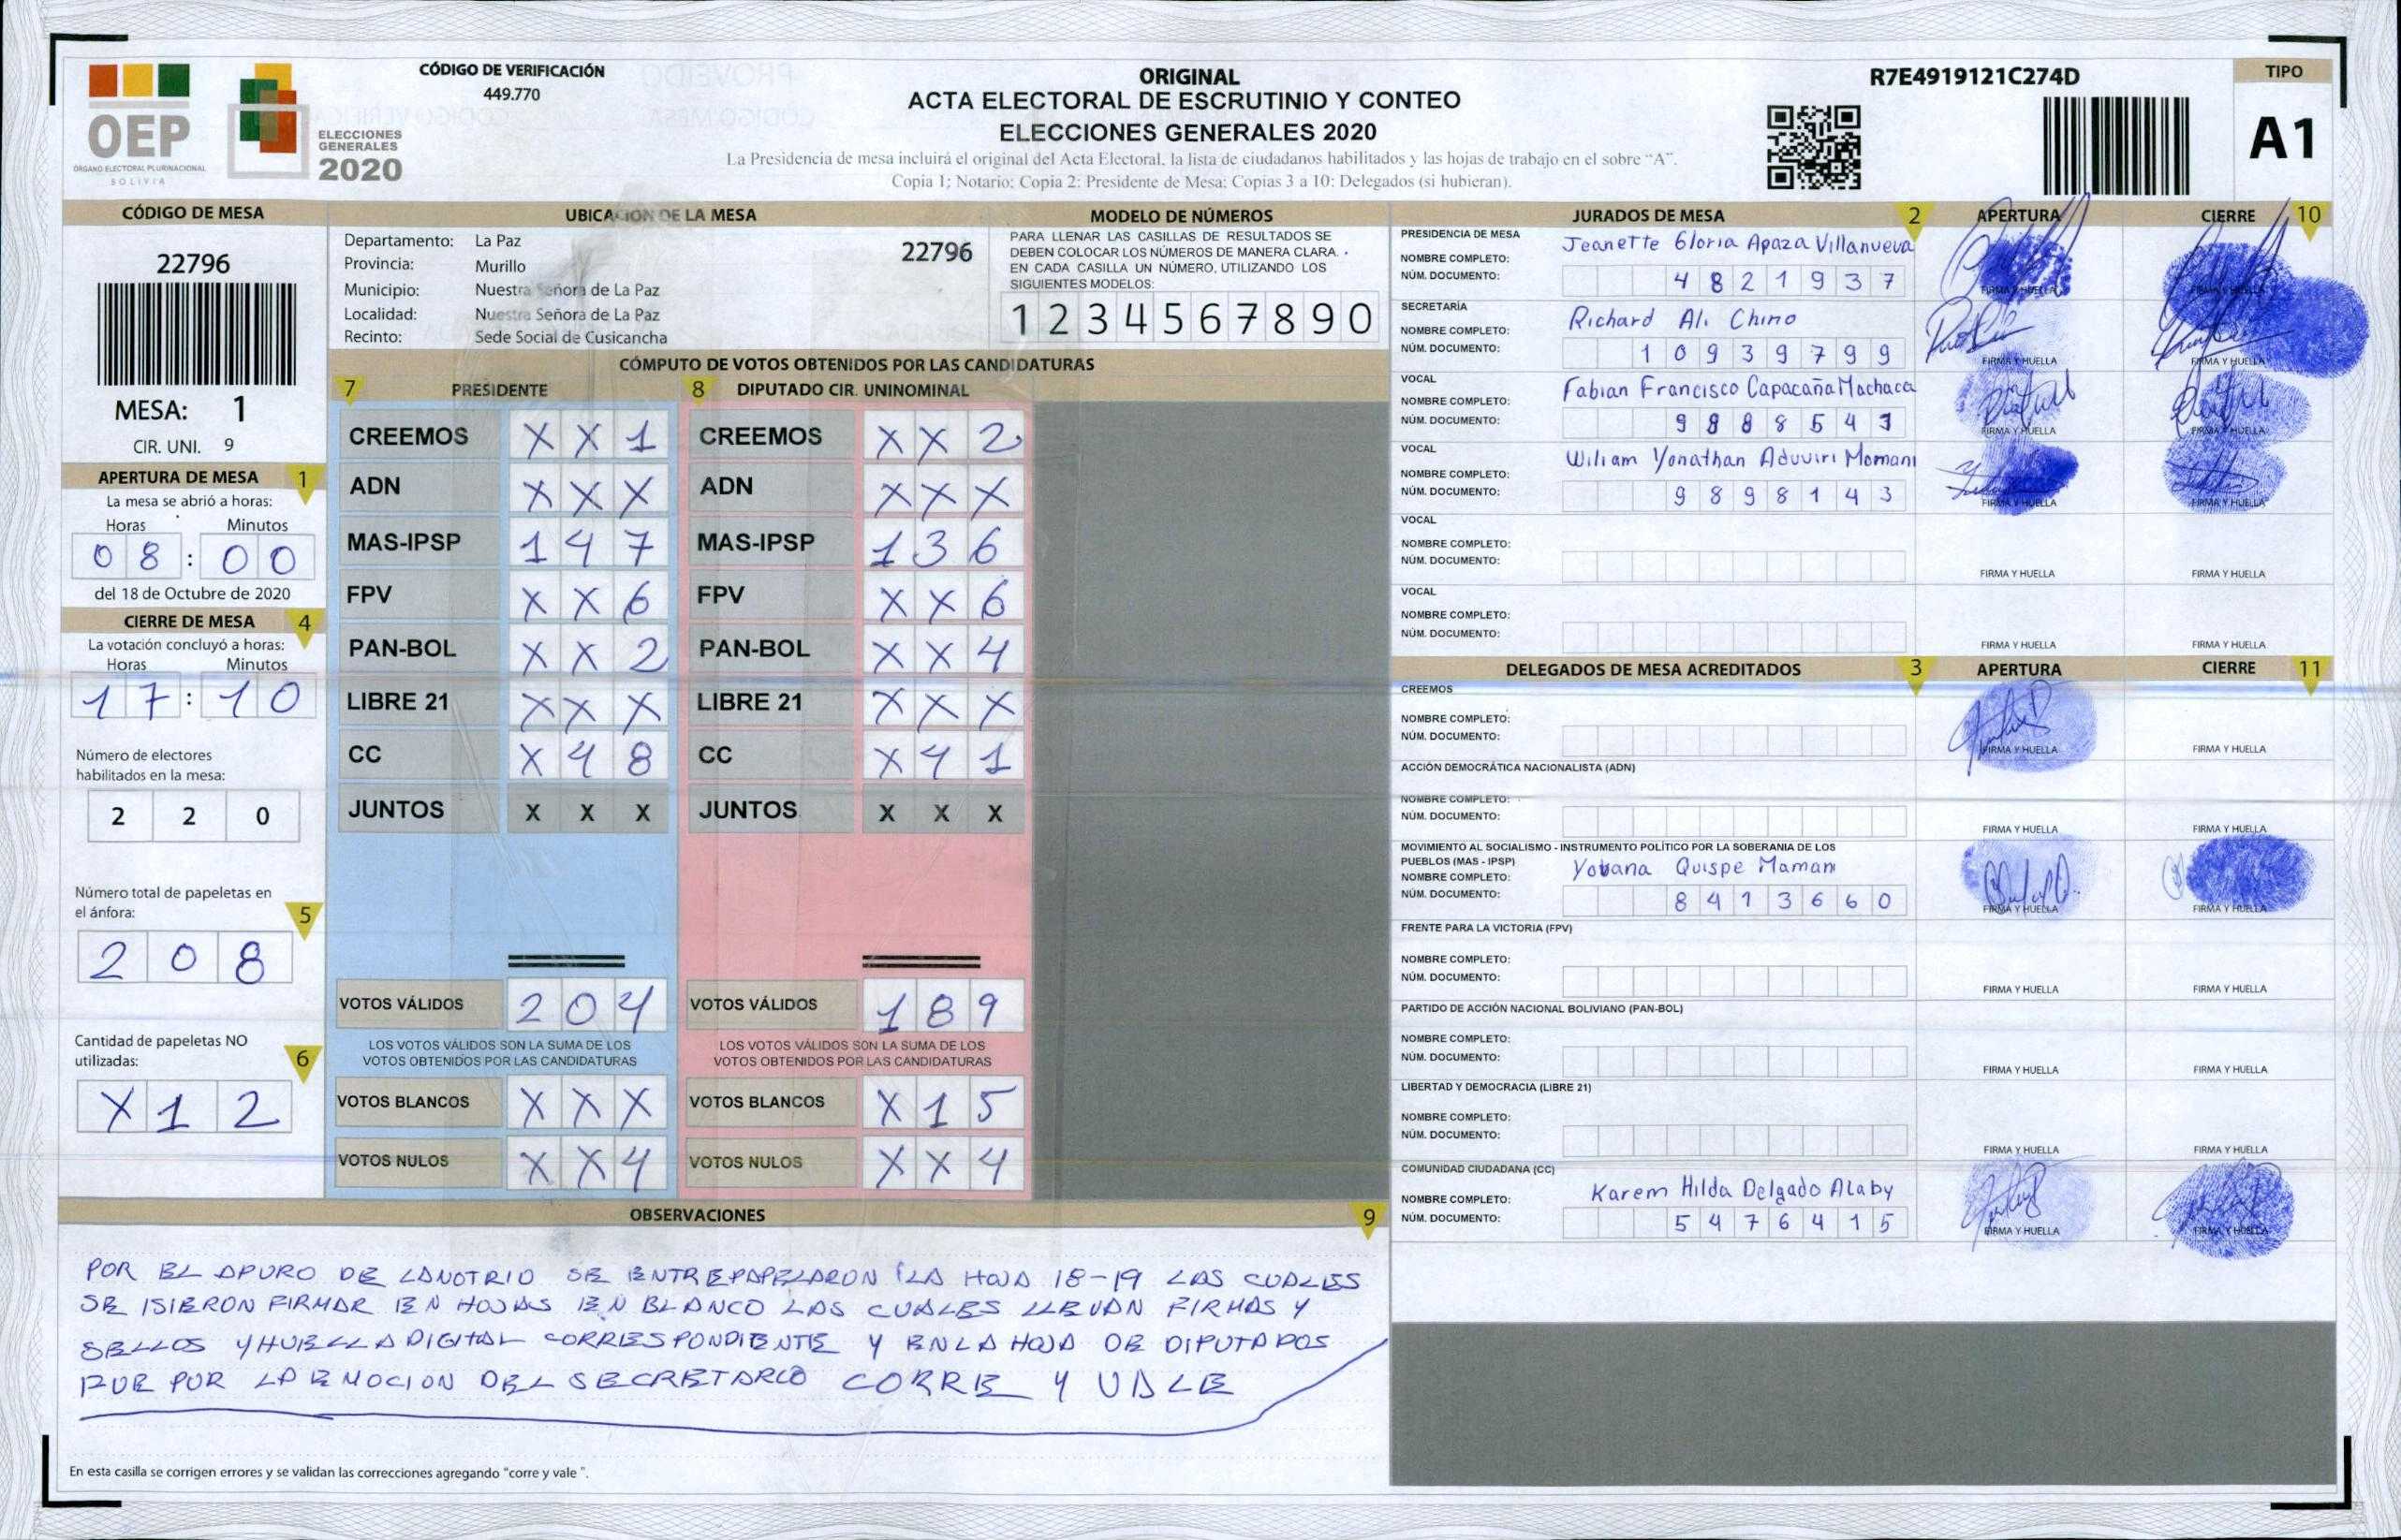 OEP
ÓRGANO ELECTORAL PLURINACIONAL
BOLIVIA
ELECCIONES
GENERALES
2020
CÓDIGO DE VERIFICACIÓN
449.770
ORIGINAL
ACTA ELECTORAL DE ESCRUTINIO Y CONTEO
ELECCIONES GENERALES 2020
La Presidencia de mesa incluirá el original del Acta Electoral, la lista de ciudadanos habilitados y las hojas de trabajo en el sobre “A”.
Copia 1; Notario; Copia 2: Presidente de Mesa; Copias 3 a 10: Delegados (si hubieran).
R7E4919121C274D
TIPO
A1
CÓDIGO DE MESA
22796
MESA: 1
CIR. UNI. 9
APERTURA DE MESA 1
La mesa se abrió a horas:
Horas Minutos
08:00
del 18 de Octubre de 2020
CIERRE DE MESA 4
La votación concluyó a horas:
Horas Minutos
17:10
Número de electores
habilitados en la mesa:
2 2 0
Número total de papeletas en
el ánfora: 5
2 0 8
Cantidad de papeletas NO
utilizadas: 6
X 1 2
UBICACIÓN DE LA MESA
Departamento: La Paz 22796
Provincia: Murillo
Municipio: Nuestra Señora de La Paz
Localidad: Nuestra Señora de La Paz
Recinto: Sede Social de Cusicancha
MODELO DE NÚMEROS
PARA LLENAR LAS CASILLAS DE RESULTADOS SE
DEBEN COLOCAR LOS NÚMEROS DE MANERA CLARA.
EN CADA CASILLA UN NÚMERO, UTILIZANDO LOS
SIGUIENTES MODELOS:
1 2 3 4 5 6 7 8 9 0
CÓMPUTO DE VOTOS OBTENIDOS POR LAS CANDIDATURAS
7 PRESIDENTE 8 DIPUTADO CIR. UNINOMINAL
CREEMOS X X 1 CREEMOS X X 2
ADN X X X ADN X X X
MAS-IPSP 1 4 7 MAS-IPSP 1 3 6
FPV X X 6 FPV X X 6
PAN-BOL X X 2 PAN-BOL X X 4
LIBRE 21 X X X LIBRE 21 X X X
CC X 4 8 CC X 4 1
JUNTOS X X X JUNTOS X X X
VOTOS VÁLIDOS 2 0 4 VOTOS VÁLIDOS 1 8 9
LOS VOTOS VÁLIDOS SON LA SUMA DE LOS LOS VOTOS VÁLIDOS SON LA SUMA DE LOS
VOTOS OBTENIDOS POR LAS CANDIDATURAS VOTOS OBTENIDOS POR LAS CANDIDATURAS
VOTOS BLANCOS X X X VOTOS BLANCOS X 1 5
VOTOS NULOS X X 4 VOTOS NULOS X X 4
OBSERVACIONES 9
POR EL APURO DE LANOTRIO SE ENTREPAPELARON LA HOJA 18-19 LAS CUALES
SE ISIERON FIRMAR EN HOJAS EN BLANCO LAS CUALES LLEVAN FIRMAS Y
SELLOS Y HUELLA DIGITAL CORRESPONDIENTE Y EN LA HOJA DE DIPUTADOS
FUE POR LA EMOCION DEL SECRETARIO CORRE Y VALE
En esta casilla se corrigen errores y se validan las correcciones agregando "corre y vale ".
JURADOS DE MESA 2 APERTURA CIERRE 10
PRESIDENCIA DE MESA
NOMBRE COMPLETO: Jeanette Gloria Apaza Villanueva
NÚM. DOCUMENTO: 4 8 2 1 9 3 7
FIRMA Y HUELLA FIRMA Y HUELLA
SECRETARÍA
NOMBRE COMPLETO: Richard Ali Chino
NÚM. DOCUMENTO: 1 0 9 3 9 7 9 9
FIRMA Y HUELLA FIRMA Y HUELLA
VOCAL
NOMBRE COMPLETO: Fabian Francisco Capacaña Machaca
NÚM. DOCUMENTO: 9 8 8 8 5 4 1
FIRMA Y HUELLA FIRMA Y HUELLA
VOCAL
NOMBRE COMPLETO: Wiliam Yonathan Aduviri Momani
NÚM. DOCUMENTO: 9 8 9 8 1 4 3
FIRMA Y HUELLA FIRMA Y HUELLA
VOCAL
NOMBRE COMPLETO:
NÚM. DOCUMENTO:
FIRMA Y HUELLA FIRMA Y HUELLA
VOCAL
NOMBRE COMPLETO:
NÚM. DOCUMENTO:
FIRMA Y HUELLA FIRMA Y HUELLA
DELEGADOS DE MESA ACREDITADOS 3 APERTURA CIERRE 11
CREEMOS
NOMBRE COMPLETO:
NÚM. DOCUMENTO:
FIRMA Y HUELLA FIRMA Y HUELLA
ACCIÓN DEMOCRÁTICA NACIONALISTA (ADN)
NOMBRE COMPLETO:
NÚM. DOCUMENTO:
FIRMA Y HUELLA FIRMA Y HUELLA
MOVIMIENTO AL SOCIALISMO - INSTRUMENTO POLÍTICO POR LA SOBERANIA DE LOS
PUEBLOS (MAS - IPSP)
NOMBRE COMPLETO: Yovana Quispe Maman
NÚM. DOCUMENTO: 8 4 1 3 6 6 0
FIRMA Y HUELLA FIRMA Y HUELLA
FRENTE PARA LA VICTORIA (FPV)
NOMBRE COMPLETO:
NÚM. DOCUMENTO:
FIRMA Y HUELLA FIRMA Y HUELLA
PARTIDO DE ACCIÓN NACIONAL BOLIVIANO (PAN-BOL)
NOMBRE COMPLETO:
NÚM. DOCUMENTO:
FIRMA Y HUELLA FIRMA Y HUELLA
LIBERTAD Y DEMOCRACIA (LIBRE 21)
NOMBRE COMPLETO:
NÚM. DOCUMENTO:
FIRMA Y HUELLA FIRMA Y HUELLA
COMUNIDAD CIUDADANA (CC)
NOMBRE COMPLETO: Karem Hilda Delgado Alaby
NÚM. DOCUMENTO: 5 4 7 6 4 1 5
FIRMA Y HUELLA FIRMA Y HUELLA